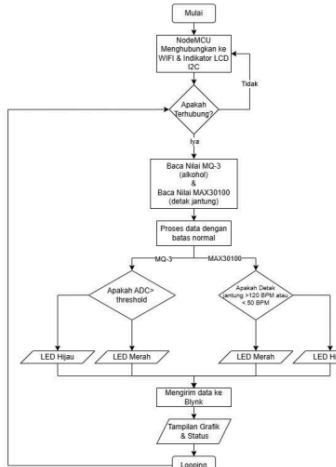 Mulai
NodeMCU
Menghubungkan ke
WIFI & Indikator LCD
I2C
Tidak
Apakah
Terhubung?
Iya
Baca Nilai MQ-3
(alkohol)
&
Baca Nilai MAX30100
(detak jantung)
Proses data dengan
batas normal
MQ-3
MAX30100
Apakah ADC>
threshold
Apakah Detak
jantung >120 BPM atau
< 50 BPM
LED Hijau
LED Merah
LED Merah
LED Hi
Mengirim data ke
Blynk
Tampilan Grafik
& Status
Looping